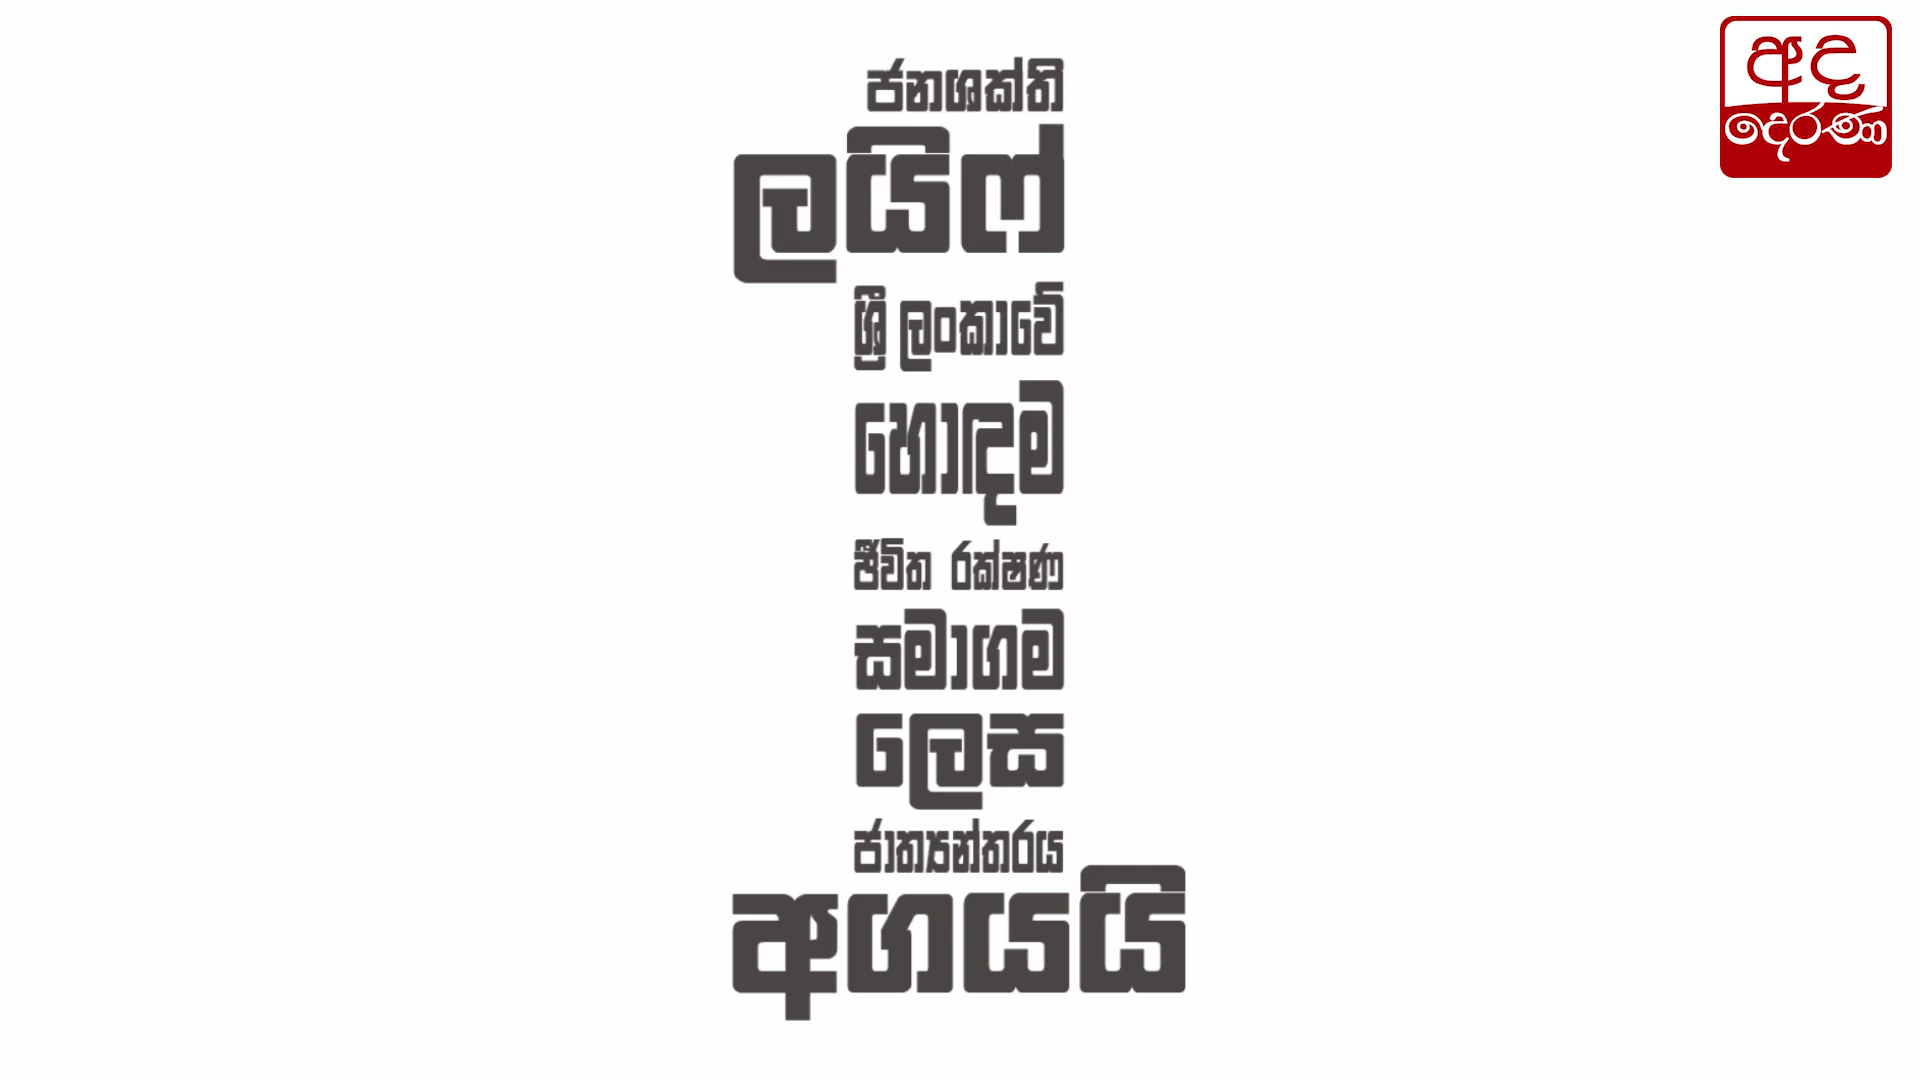 ජනශක්ති
ලයිෆ්
ශ්‍රී ලංකාවේ
හොඳම
ජීවිත රක්ෂණ
සමාගම
ලෙස
ජාත්‍යන්තරය
අගයයි
අද
දෙරණ